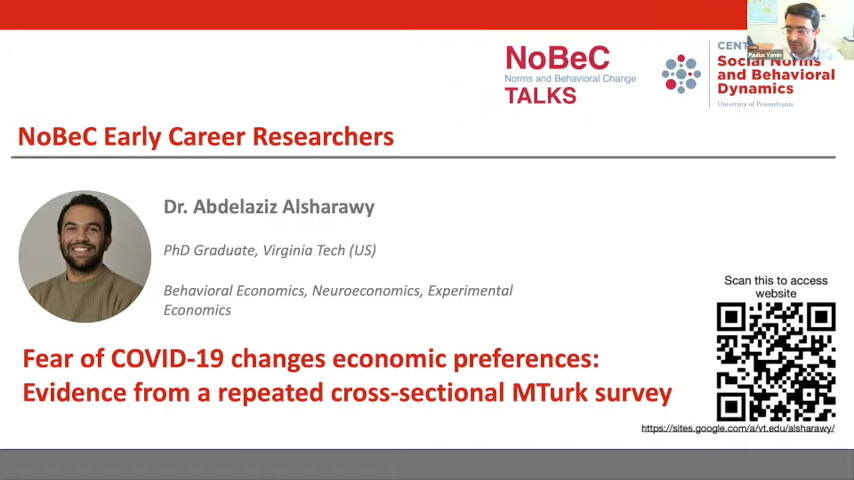 Paulius Yamin
NoBeC
Norms and Behavioral Change
TALKS
CENT
Social Norms
and Behavioral
Dynamics
University of Pennsylvania
NoBeC Early Career Researchers
Dr. Abdelaziz Alsharawy
PhD Graduate, Virginia Tech (US)
Behavioral Economics, Neuroeconomics, Experimental
Economics
Scan this to access
website
Fear of COVID-19 changes economic preferences:
Evidence from a repeated cross-sectional MTurk survey
https://sites.google.com/a/vt.edu/alsharawy/